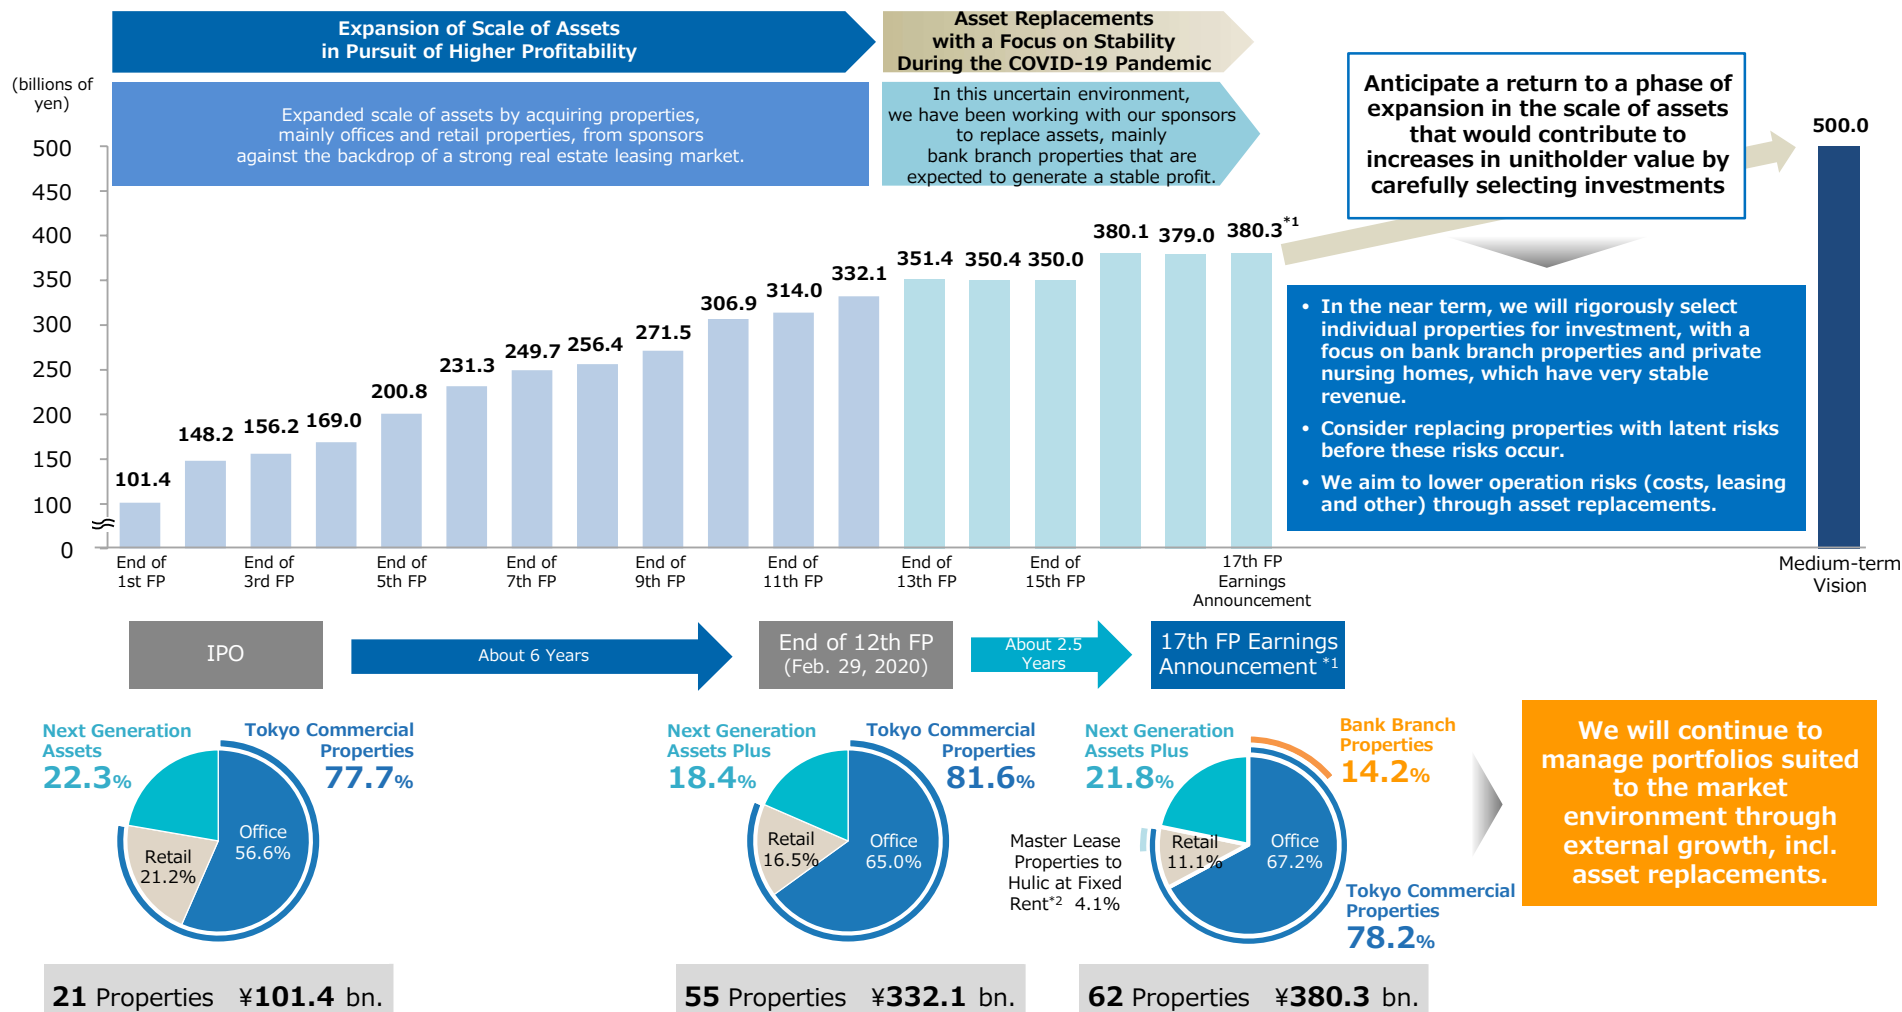 Expansion of Scale of Assets
in Pursuit of Higher Profitability
Asset Replacements
with a Focus on Stability
During the COVID-19 Pandemic
(billions of
yen)
Expanded scale of assets by acquiring properties,
mainly offices and retail properties, from sponsors
against the backdrop of a strong real estate leasing market.
In this uncertain environment,
we have been working with our sponsors
to replace assets, mainly
bank branch properties that are
expected to generate a stable profit.
Anticipate a return to a phase of
expansion in the scale of assets
that would contribute to
increases in unitholder value by
carefully selecting investments
500
450
400
350
300
250
200
150
100
0
101.4
148.2
156.2
169.0
200.8
231.3
249.7
256.4
271.5
306.9
314.0
332.1
351.4
350.4
350.0
380.1
379.0
380.3*1
500.0
• In the near term, we will rigorously select
individual properties for investment, with a
focus on bank branch properties and private
nursing homes, which have very stable
revenue.
• Consider replacing properties with latent risks
before these risks occur.
• We aim to lower operation risks (costs, leasing
and other) through asset replacements.
End of
1st FP
End of
3rd FP
End of
5th FP
End of
7th FP
End of
9th FP
End of
11th FP
End of
13th FP
End of
15th FP
17th FP
Earnings
Announcement
Medium-term
Vision
IPO
About 6 Years
End of 12th FP
(Feb. 29, 2020)
About 2.5
Years
17th FP Earnings
Announcement *1
Next Generation
Assets
22.3%
Tokyo Commercial
Properties
77.7%
Office
56.6%
Retail
21.2%
21 Properties ¥101.4 bn.
Next Generation
Assets Plus
18.4%
Tokyo Commercial
Properties
81.6%
Office
65.0%
Retail
16.5%
55 Properties ¥332.1 bn.
Next Generation
Assets Plus
21.8%
Bank Branch
Properties
14.2%
Master Lease
Properties to
Hulic at Fixed
Rent*2 4.1%
Retail
11.1%
Office
67.2%
Tokyo Commercial
Properties
78.2%
62 Properties ¥380.3 bn.
We will continue to
manage portfolios suited
to the market
environment through
external growth, incl.
asset replacements.